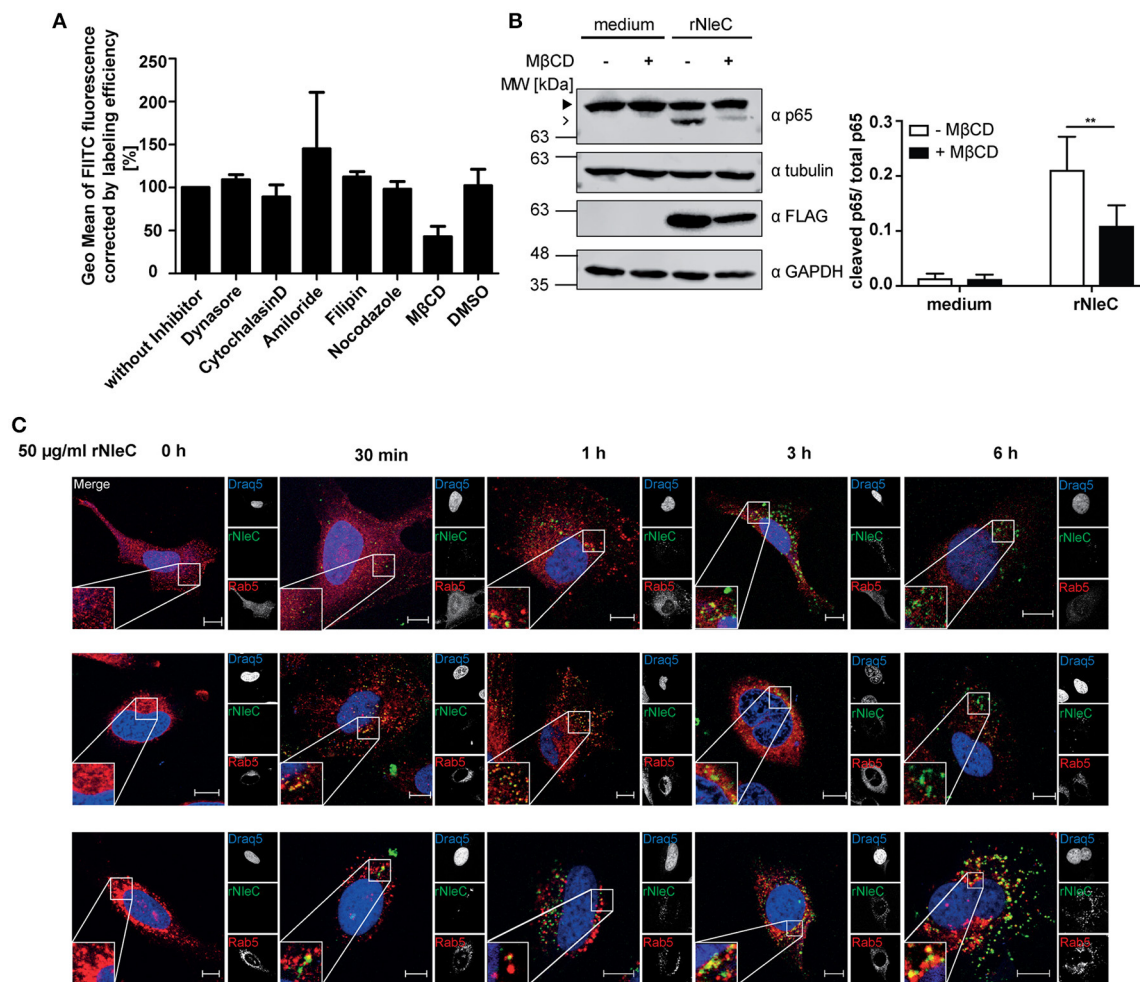 A
Geo Mean of FIITC fluorescence
corrected by labeling efficiency
[%]
250
200
150
100
50
0
without Inhibitor
Dynasore
CytochalasinD
Amiloride
Filipin
Nocodazole
MβCD
DMSO
B
medium rNleC
MβCD - + - +
MW [kDa]
α p65
63
63
α tubulin
63
α FLAG
48
α GAPDH
35
cleaved p65/ total p65
0.3
0.2
0.1
0.0
- MβCD
+ MβCD
**
medium rNleC
C
50 µg/ml rNleC 0 h 30 min 1 h 3 h 6 h
Merge
Draq5 Draq5 Draq5 Draq5 Draq5
rNleC rNleC rNleC rNleC rNleC
Rab5 Rab5 Rab5 Rab5 Rab5
Draq5 Draq5 Draq5 Draq5 Draq5
rNleC rNleC rNleC rNleC rNleC
Rab5 Rab5 Rab5 Rab5 Rab5
Draq5 Draq5 Draq5 Draq5 Draq5
rNleC rNleC rNleC rNleC rNleC
Rab5 Rab5 Rab5 Rab5 Rab5